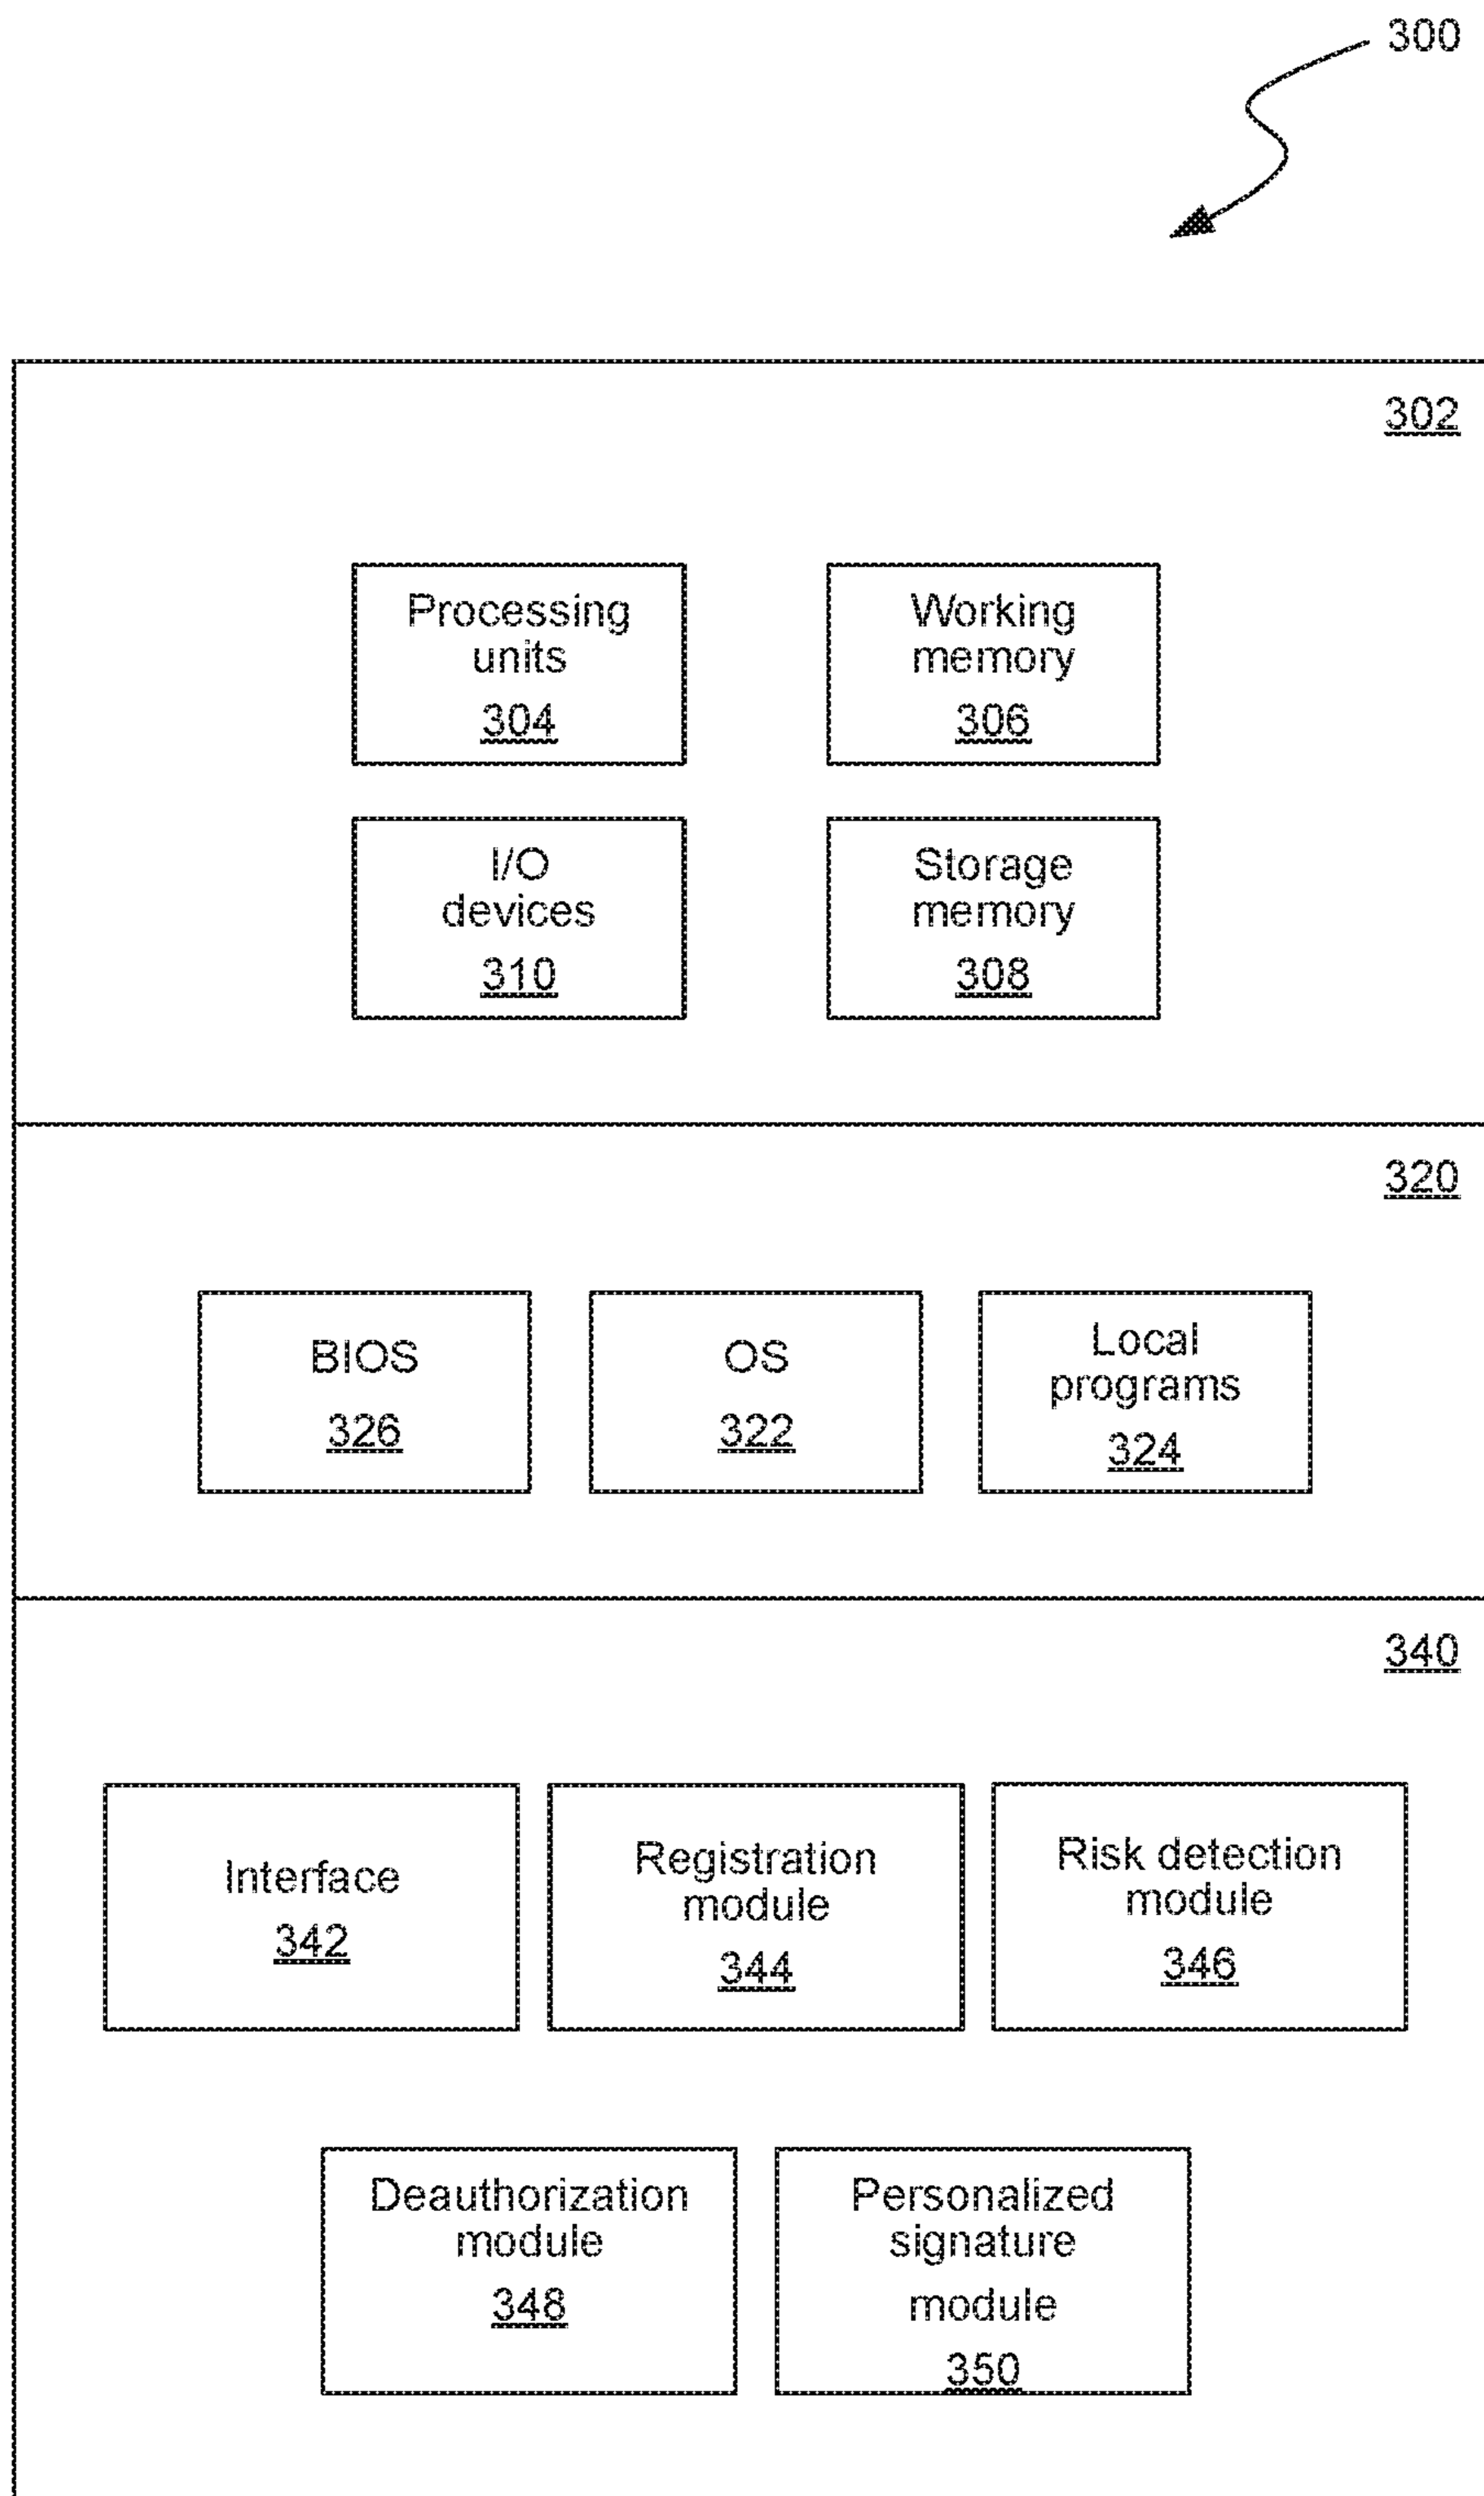 300
302
Processing
units
304
Working
memory
306
I/O
devices
310
Storage
memory
308
320
BIOS
326
OS
322
Local
programs
324
340
Interface
342
Registration
module
344
Risk detection
module
346
Deauthorization
module
348
Personalized
signature
module
350